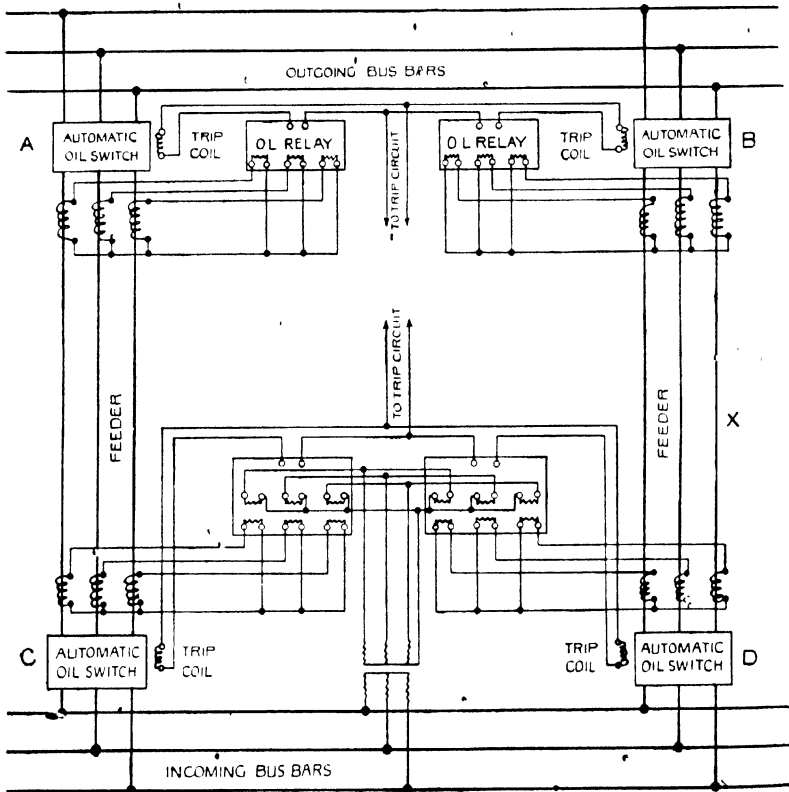 OUTGOING BUS BARS
A
AUTOMATIC
OIL SWITCH
TRIP
COIL
OL RELAY
TO TRIP CIRCUIT
OL RELAY
TRIP
COIL
AUTOMATIC
OIL SWITCH
B
FEEDER
TO TRIP CIRCUIT
FEEDER
X
C
AUTOMATIC
OIL SWITCH
TRIP
COIL
TRIP
COIL
AUTOMATIC
OIL SWITCH
D
INCOMING BUS BARS